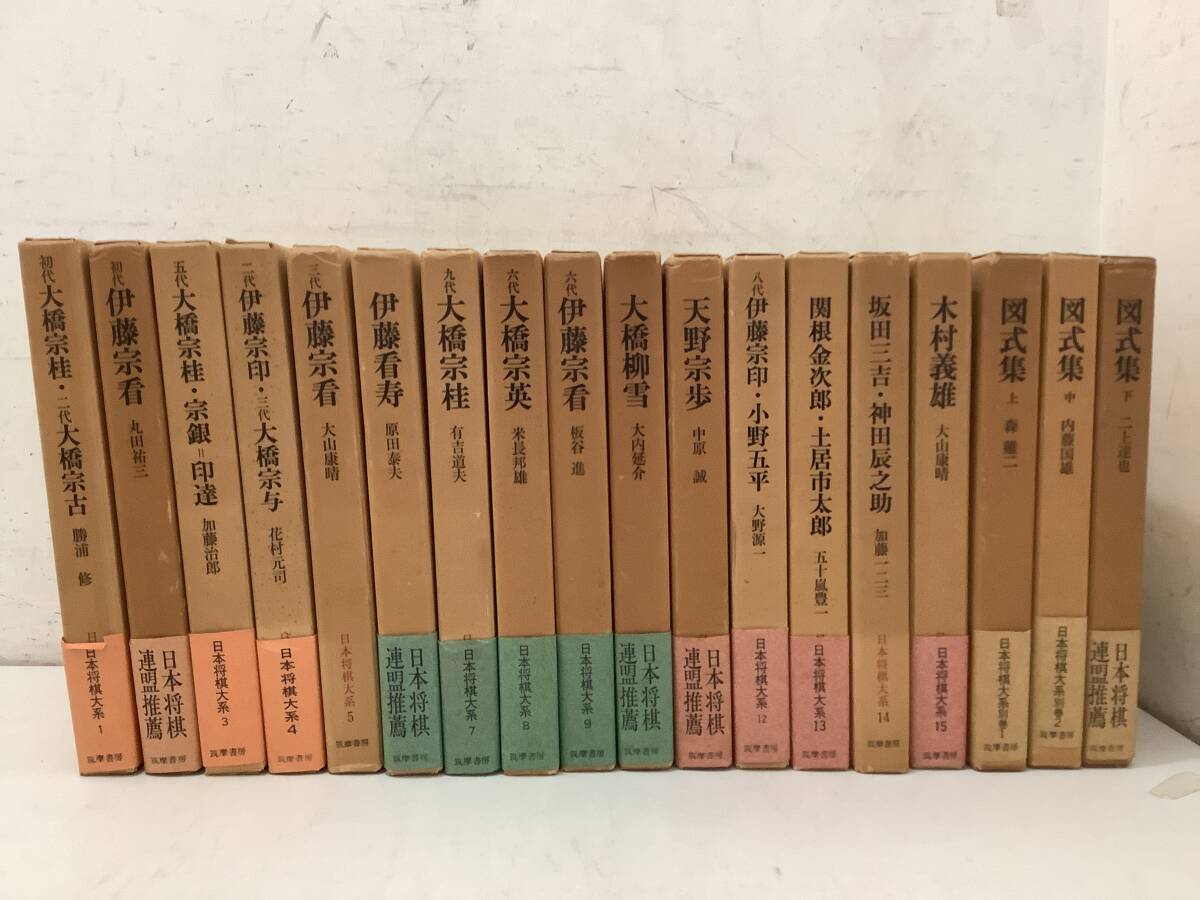 初代 大橋宗桂・二代 大橋宗古 勝浦 修
日本将棋大系 1
筑摩書房
初代 伊藤宗看 丸田祐三
日本将棋
連盟推薦
筑摩書房
五代 大橋宗桂・宗銀=印達 加藤治郎
日本将棋大系 3
筑摩書房
二代 伊藤宗印・三代 大橋宗与 花村元司
日本将棋大系 4
筑摩書房
三代 伊藤宗看 大山康晴
日本将棋大系 5
筑摩書房
伊藤看寿 原田泰夫
日本将棋
連盟推薦
筑摩書房
九代 大橋宗桂 有吉道夫
日本将棋大系 7
筑摩書房
六代 大橋宗英 米長邦雄
日本将棋大系 8
筑摩書房
六代 伊藤宗看 板谷 進
日本将棋大系 9
筑摩書房
大橋柳雪 大内延介
日本将棋
連盟推薦
筑摩書房
天野宗歩 中原 誠
日本将棋
連盟推薦
筑摩書房
八代 伊藤宗印・小野五平 大野源一
日本将棋大系 12
筑摩書房
関根金次郎・土居市太郎 五十嵐豊一
日本将棋大系 13
筑摩書房
坂田三吉・神田辰之助 加藤一二三
日本将棋大系 14
筑摩書房
木村義雄 大山康晴
日本将棋大系 15
筑摩書房
図式集 上 森 雞二
日本将棋大系別巻 1
筑摩書房
図式集 中 内藤国雄
日本将棋大系別巻 2
筑摩書房
図式集 下 二上達也
日本将棋
連盟推薦
筑摩書房